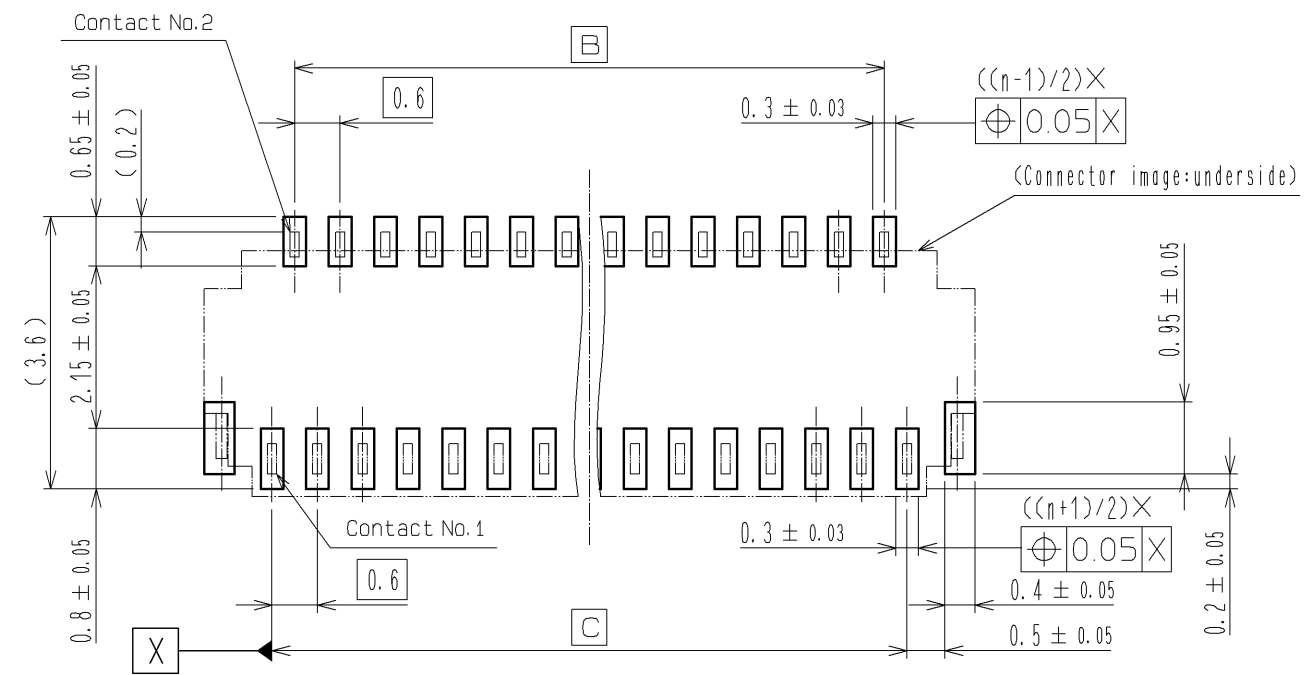 Contact No.2
B
0.6
0.3 ± 0.03
((n-1)/2)X
⌖ 0.05 X
(Connector image:underside)
0.65 ± 0.05
(0.2)
(3.6)
2.15 ± 0.05
0.8 ± 0.05
0.95 ± 0.05
0.2 ± 0.05
Contact No.1
0.6
0.3 ± 0.03
((n+1)/2)X
⌖ 0.05 X
0.4 ± 0.05
0.5 ± 0.05
C
X